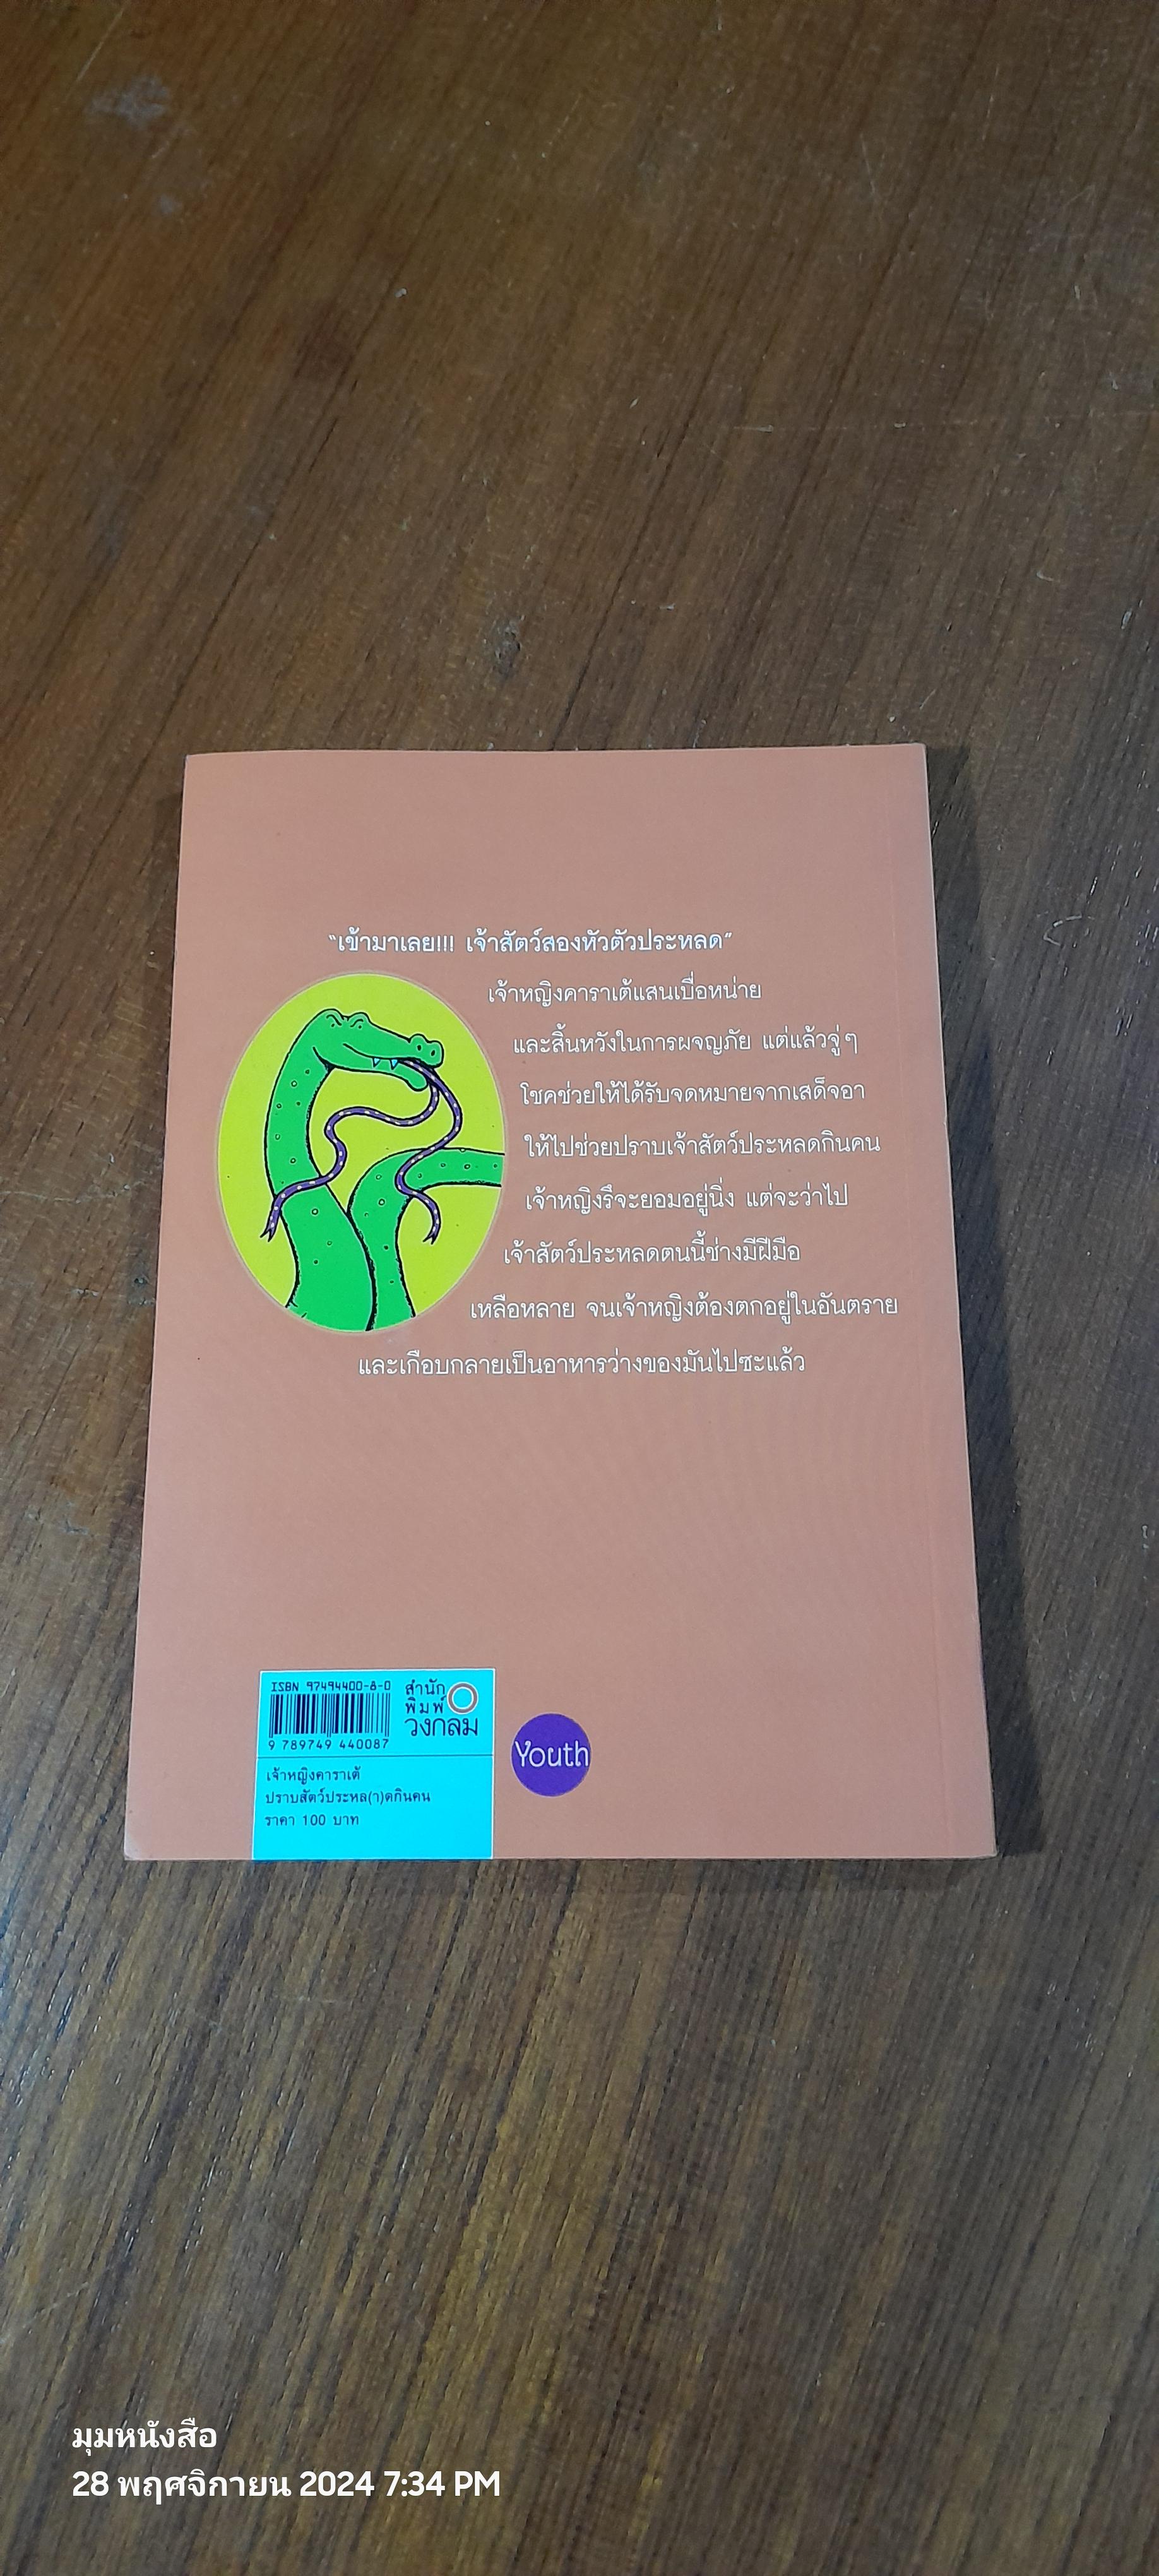 “เข้ามาเลย!!! เจ้าสัตว์สองหัวตัวประหลด”
เจ้าหญิงคาราเต้แสนเบื่อหน่าย
และสิ้นหวังในการผจญภัย แต่แล้วจู่ๆ
โชคช่วยให้ได้รับจดหมายจากเสด็จอา
ให้ไปช่วยปราบเจ้าสัตว์ประหลดกินคน
เจ้าหญิงรึจะยอมอยู่นิ่ง แต่จะว่าไป
เจ้าสัตว์ประหลดตนนี้ช่างมีฝีมือ
เหลือหลาย จนเจ้าหญิงต้องตกอยู่ในอันตราย
และเกือบกลายเป็นอาหารว่างของมันไปซะแล้ว
ISBN 97494400-8-0
9 789749 440087
สำนัก
พิมพ์
วงกลม
เจ้าหญิงคาราเต้
ปราบสัตว์ประหล(า)ดกินคน
ราคา 100 บาท
Youth
มุมหนังสือ
28 พฤศจิกายน 2024 7:34 PM